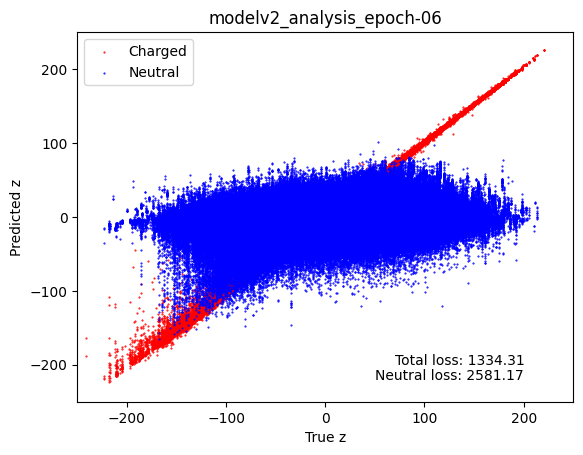 modelv2_analysis_epoch-06
Charged
Neutral
Predicted z
200
100
0
−100
−200
Total loss: 1334.31
Neutral loss: 2581.17
−200
−100
0
100
200
True z